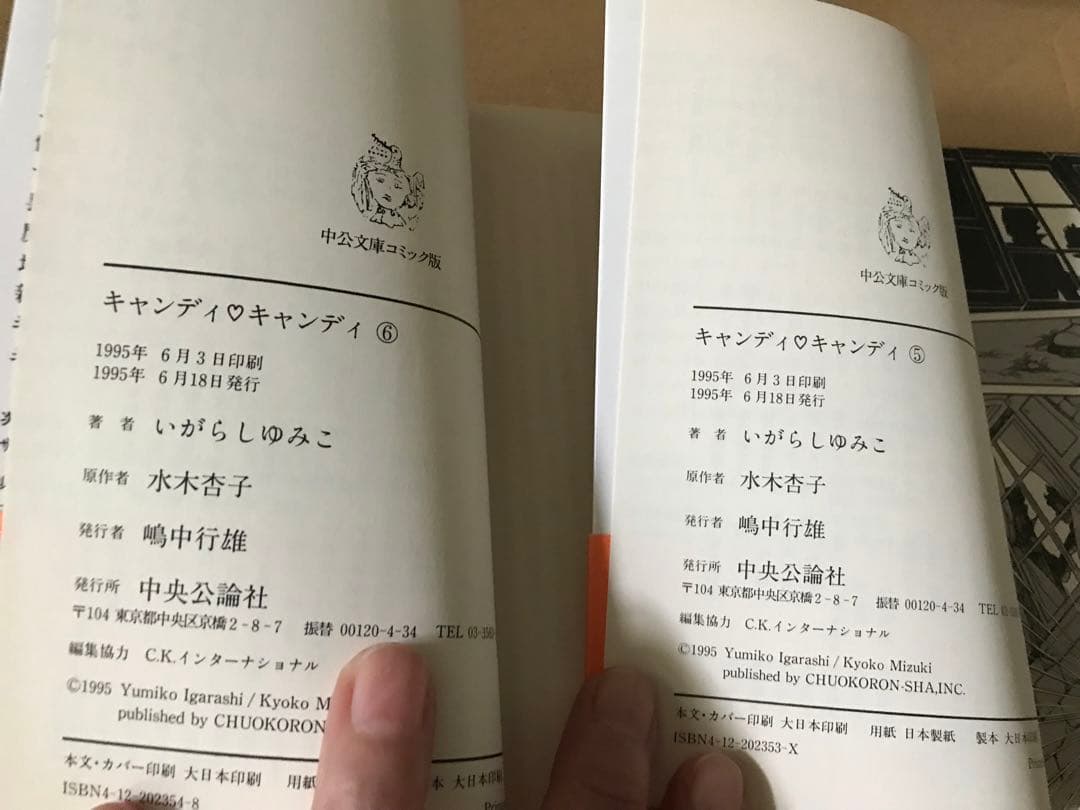 中公文庫コミック版
キャンディ♡キャンディ ⑥
1995年 6月3日印刷
1995年 6月18日発行
著者 いがらしゆみこ
原作者 水木杏子
発行者 嶋中行雄
発行所 中央公論社
〒104 東京都中央区京橋2-8-7 振替 00120-4-34 TEL 03-356
編集協力 C.K.インターナショナル
©1995 Yumiko Igarashi / Kyoko M
published by CHUOKORON
本文・カバー印刷 大日本印刷 用紙 本 大日本印刷
ISBN4-12-202354-8
中公文庫コミック版
キャンディ♡キャンディ ⑤
1995年 6月3日印刷
1995年 6月18日発行
著者 いがらしゆみこ
原作者 水木杏子
発行者 嶋中行雄
発行所 中央公論社
〒104 東京都中央区京橋2-8-7 振替 00120-4-34 TEL
編集協力 C.K.インターナショナル
©1995 Yumiko Igarashi / Kyoko Mizuki
published by CHUOKORON-SHA,INC.
本文・カバー印刷 大日本印刷 用紙 日本製紙 製本 大日本印
ISBN4-12-202353-X